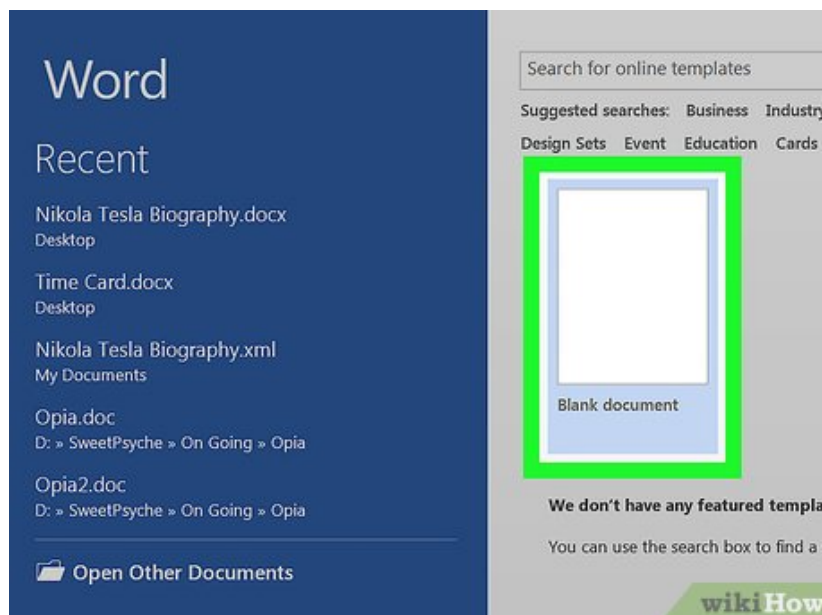 Word
Recent
Nikola Tesla Biography.docx
Desktop
Time Card.docx
Desktop
Nikola Tesla Biography.xml
My Documents
Opia.doc
D: » SweetPsyche » On Going » Opia
Opia2.doc
D: » SweetPsyche » On Going » Opia
Open Other Documents
Search for online templates
Suggested searches: Business Industry
Design Sets Event Education Cards
Blank document
We don't have any featured templa
You can use the search box to find a
wikiHow